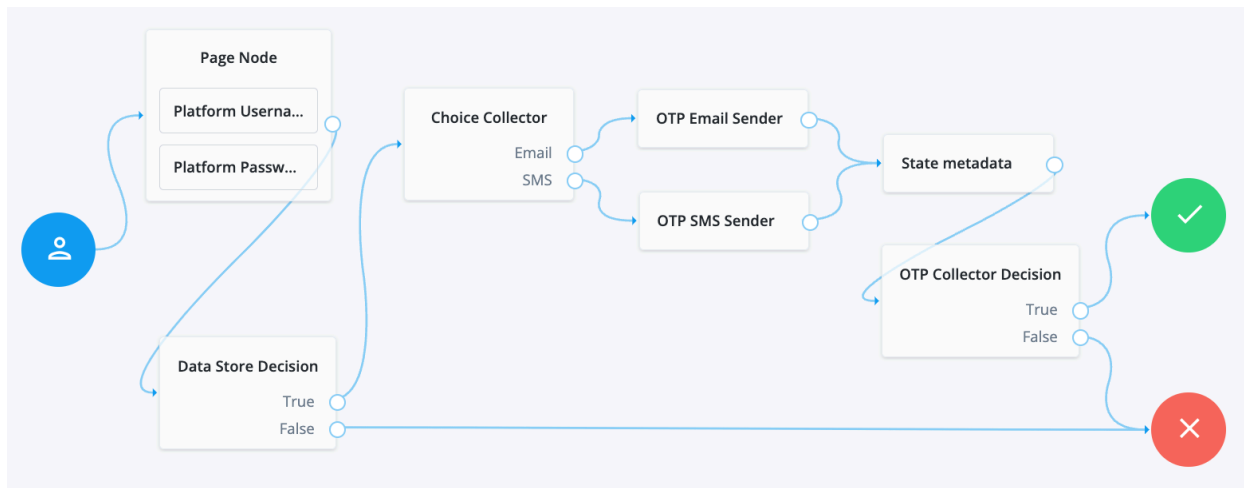 Page Node
Platform Userna...
Platform Passw...
Data Store Decision
True
False
Choice Collector
Email
SMS
OTP Email Sender
OTP SMS Sender
State metadata
OTP Collector Decision
True
False